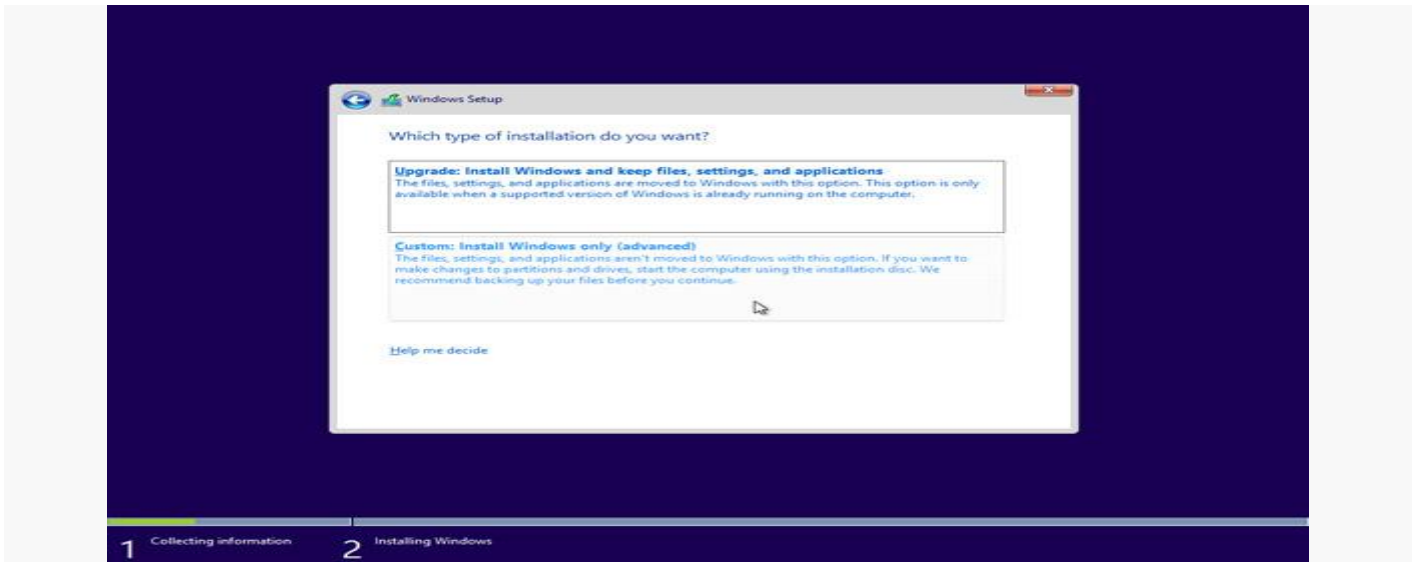 Windows Setup
Which type of installation do you want?
Upgrade: Install Windows and keep files, settings, and applications
The files, settings, and applications are moved to Windows with this option. This option is only
available when a supported version of Windows is already running on the computer.
Custom: Install Windows only (advanced)
The files, settings, and applications aren't moved to Windows with this option. If you want to
make changes to partitions and drives, start the computer using the installation disc. We
recommend backing up your files before you continue.
Help me decide
1 Collecting information 2 Installing Windows